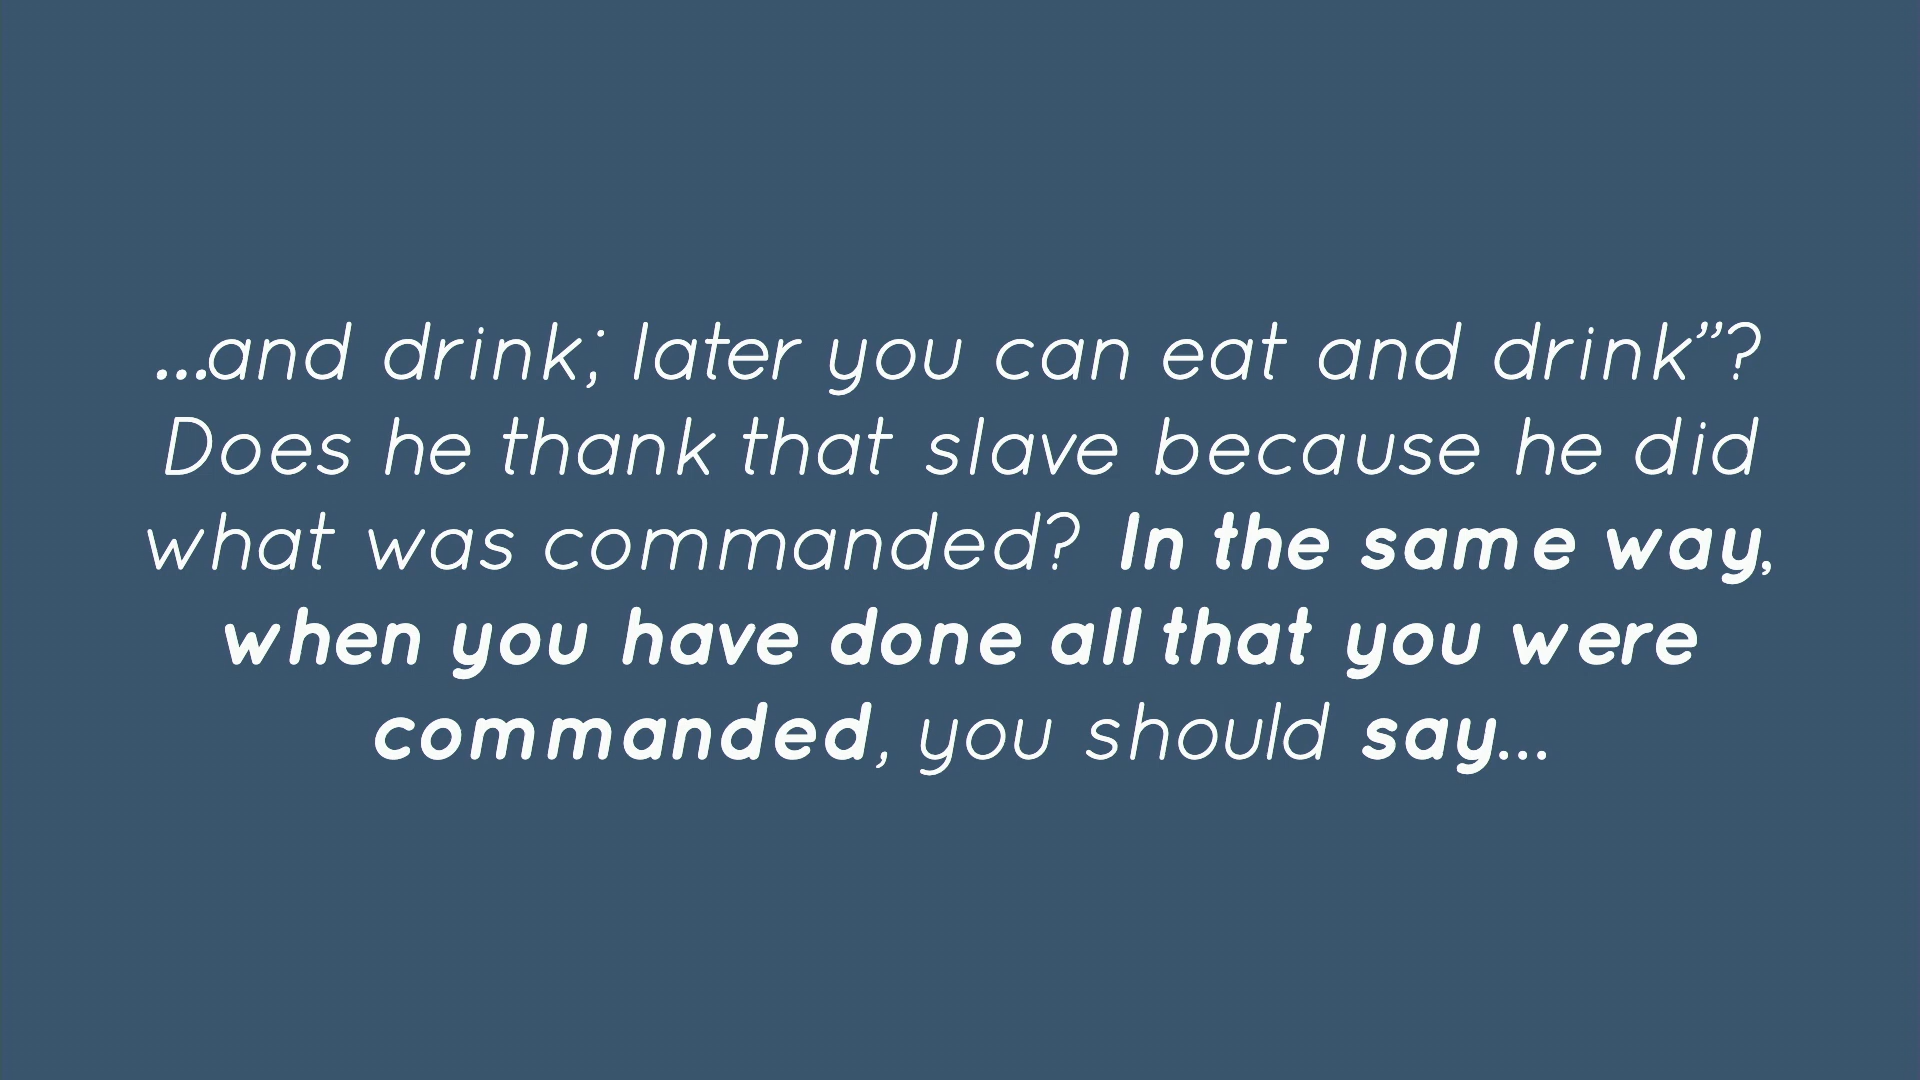 ...and drink; later you can eat and drink”?
Does he thank that slave because he did
what was commanded? In the same way,
when you have done all that you were
commanded, you should say...